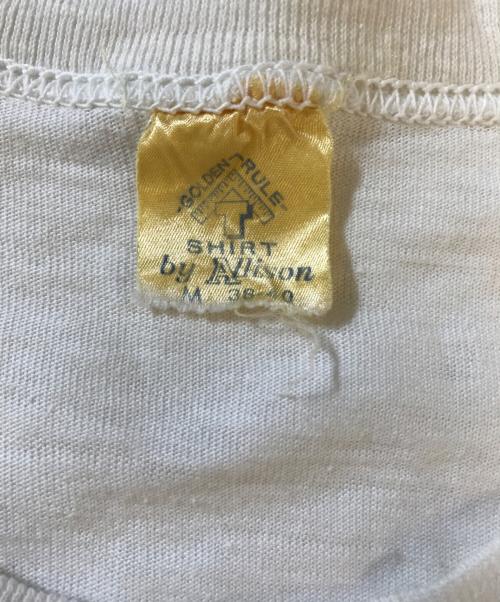 GOLDEN RULE
SHIRT
by Allison
M 38-40